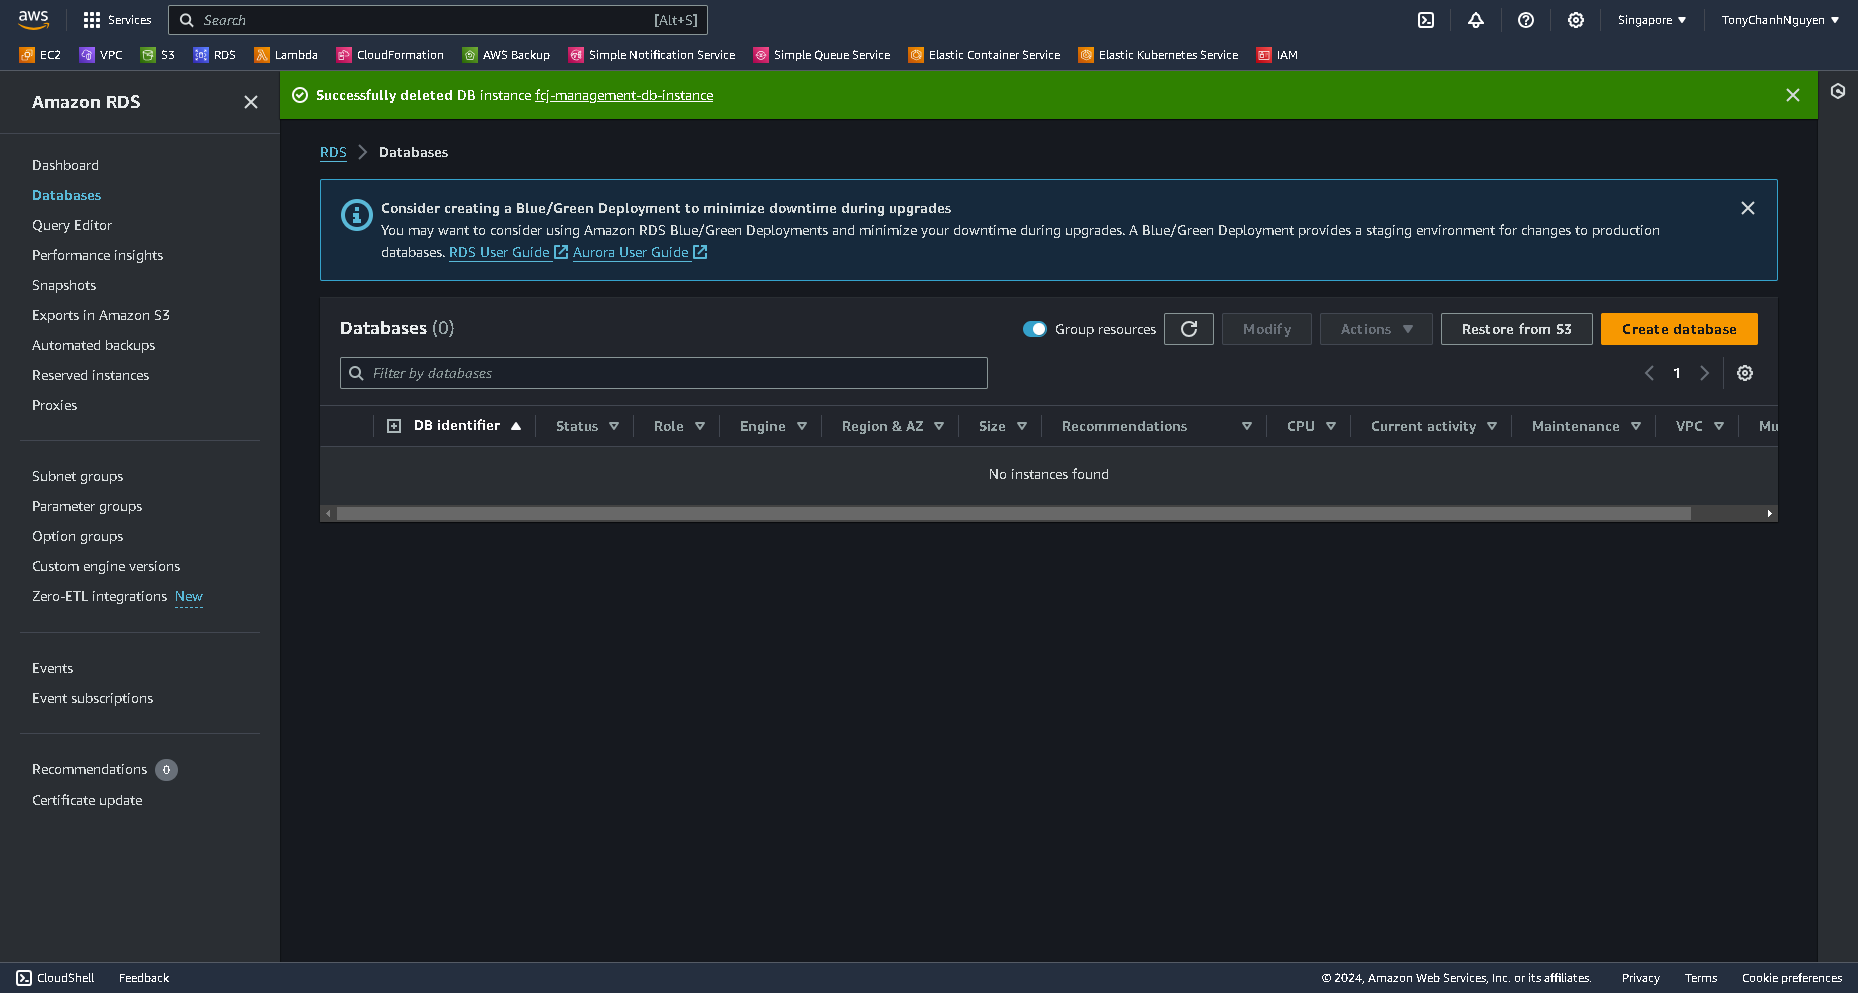 aws
Services
Search
[Alt+S]
Singapore
TonyChanhNguyen
EC2
VPC
S3
RDS
Lambda
CloudFormation
AWS Backup
Simple Notification Service
Simple Queue Service
Elastic Container Service
Elastic Kubernetes Service
IAM
Amazon RDS
Dashboard
Databases
Query Editor
Performance insights
Snapshots
Exports in Amazon S3
Automated backups
Reserved instances
Proxies
Subnet groups
Parameter groups
Option groups
Custom engine versions
Zero-ETL integrations New
Events
Event subscriptions
Recommendations 0
Certificate update
Successfully deleted DB instance fcj-management-db-instance
RDS > Databases
Consider creating a Blue/Green Deployment to minimize downtime during upgrades
You may want to consider using Amazon RDS Blue/Green Deployments and minimize your downtime during upgrades. A Blue/Green Deployment provides a staging environment for changes to production
databases. RDS User Guide Aurora User Guide
Databases (0)
Group resources
Modify
Actions
Restore from S3
Create database
Filter by databases
1
DB identifier
Status
Role
Engine
Region & AZ
Size
Recommendations
CPU
Current activity
Maintenance
VPC
Mu
No instances found
CloudShell
Feedback
© 2024, Amazon Web Services, Inc. or its affiliates.
Privacy
Terms
Cookie preferences